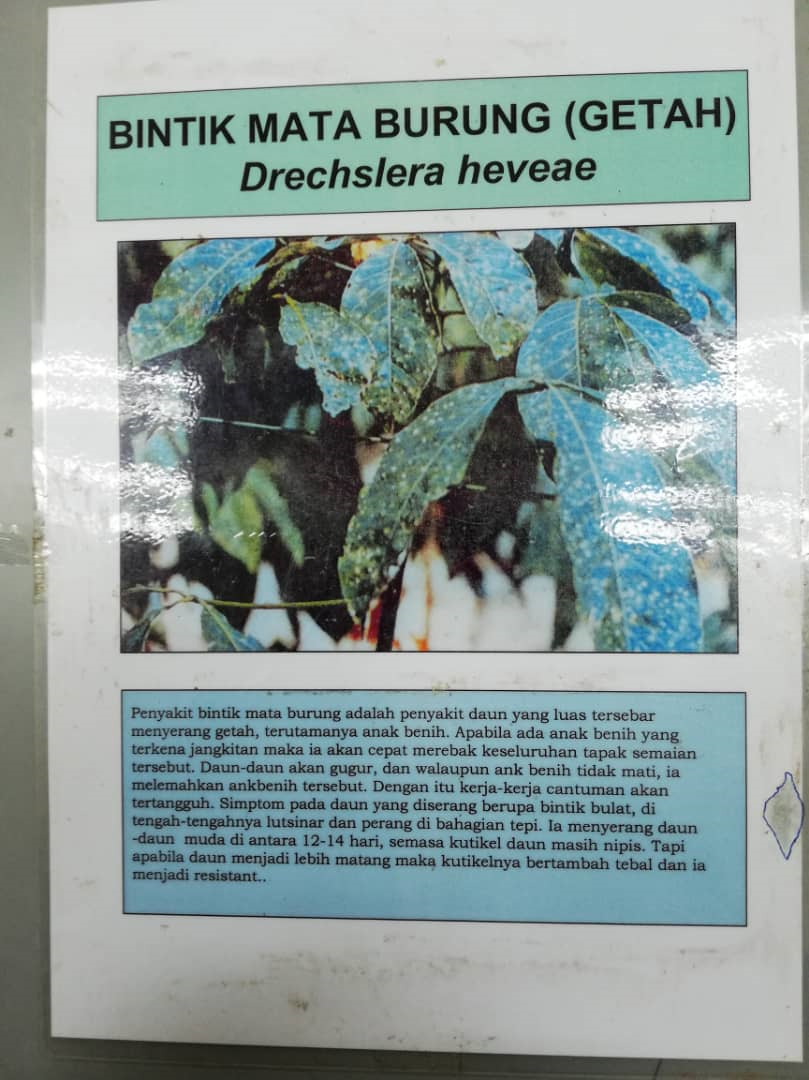 BINTIK MATA BURUNG (GETAH)
Drechslera heveae
Penyakit bintik mata burung adalah penyakit daun yang luas tersebar
menyerang getah, terutamanya anak benih. Apabila ada anak benih yang
terkena jangkitan maka ia akan cepat merebak keseluruhan tapak semaian
tersebut. Daun-daun akan gugur, dan walaupun ank benih tidak mati, ia
melemahkan ankbenih tersebut. Dengan itu kerja-kerja cantuman akan
tertangguh. Simptom pada daun yang diserang berupa bintik bulat, di
tengah-tengahnya lutsinar dan perang di bahagian tepi. Ia menyerang daun
-daun muda di antara 12-14 hari, semasa kutikel daun masih nipis. Tapi
apabila daun menjadi lebih matang maka kutikelnya bertambah tebal dan ia
menjadi resistant..